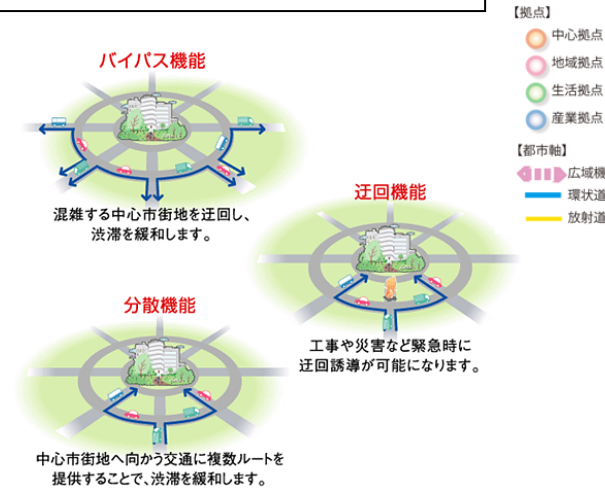 バイパス機能
混雑する中心市街地を迂回し、
渋滞を緩和します。
迂回機能
工事や災害など緊急時に
迂回誘導が可能になります。
分散機能
中心市街地へ向かう交通に複数ルートを
提供することで、渋滞を緩和します。
【拠点】
中心拠点
地域拠点
生活拠点
産業拠点
【都市軸】
広域機
環状道
放射道